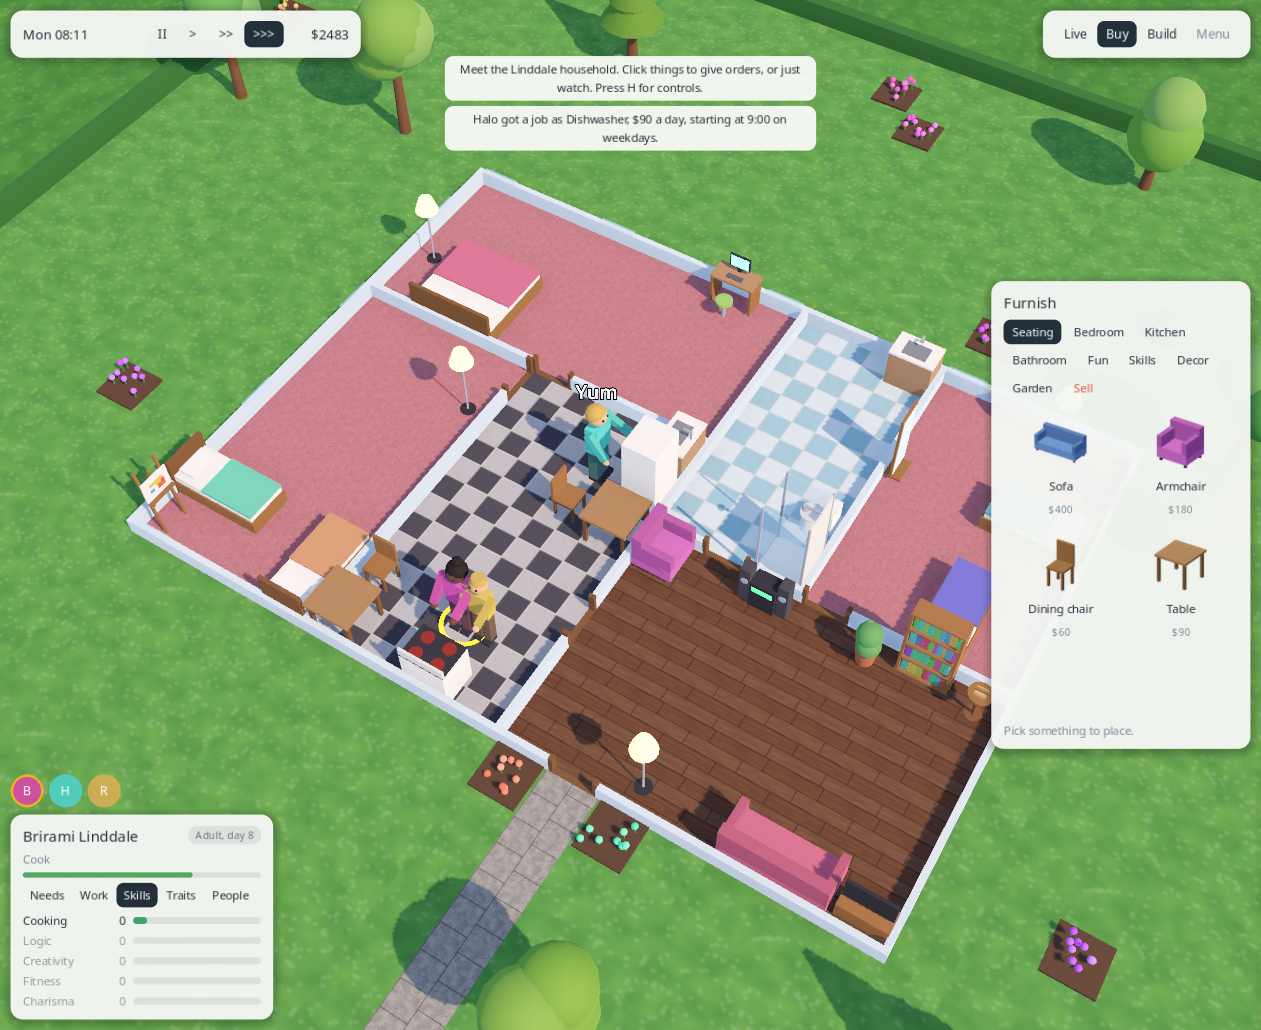 Mon 08:11
II > >> >>> $2483
Live Buy Build Menu
Meet the Linddale household. Click things to give orders, or just
watch. Press H for controls.
Halo got a job as Dishwasher, $90 a day, starting at 9:00 on
weekdays.
Yum
Furnish
Seating Bedroom Kitchen
Bathroom Fun Skills Decor
Garden Sell
Sofa
$400
Armchair
$180
Dining chair
$60
Table
$90
Pick something to place.
B H R
Brirami Linddale Adult, day 8
Cook
Needs Work Skills Traits People
Cooking 0
Logic 0
Creativity 0
Fitness 0
Charisma 0